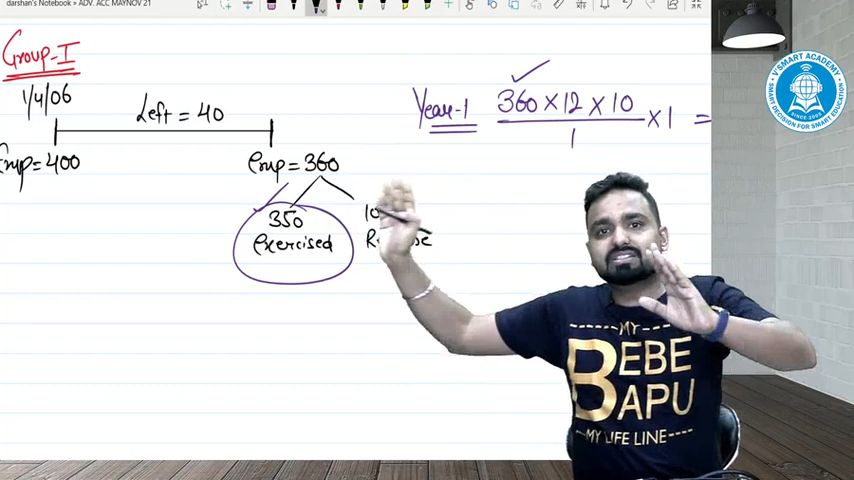 darshan's Notebook » ADV. ACC MAYNOV 21
Group-I
1/4/06
Left = 40
Emp = 400
Emp = 360
350
exercised
10
Year-1 360 × 12 × 10 × 1 =
1
V'SMART ACADEMY
SMART DECISION FOR SMART EDUCATION
SINCE-2003
MY
BEBE
BAPU
MY LIFE LINE